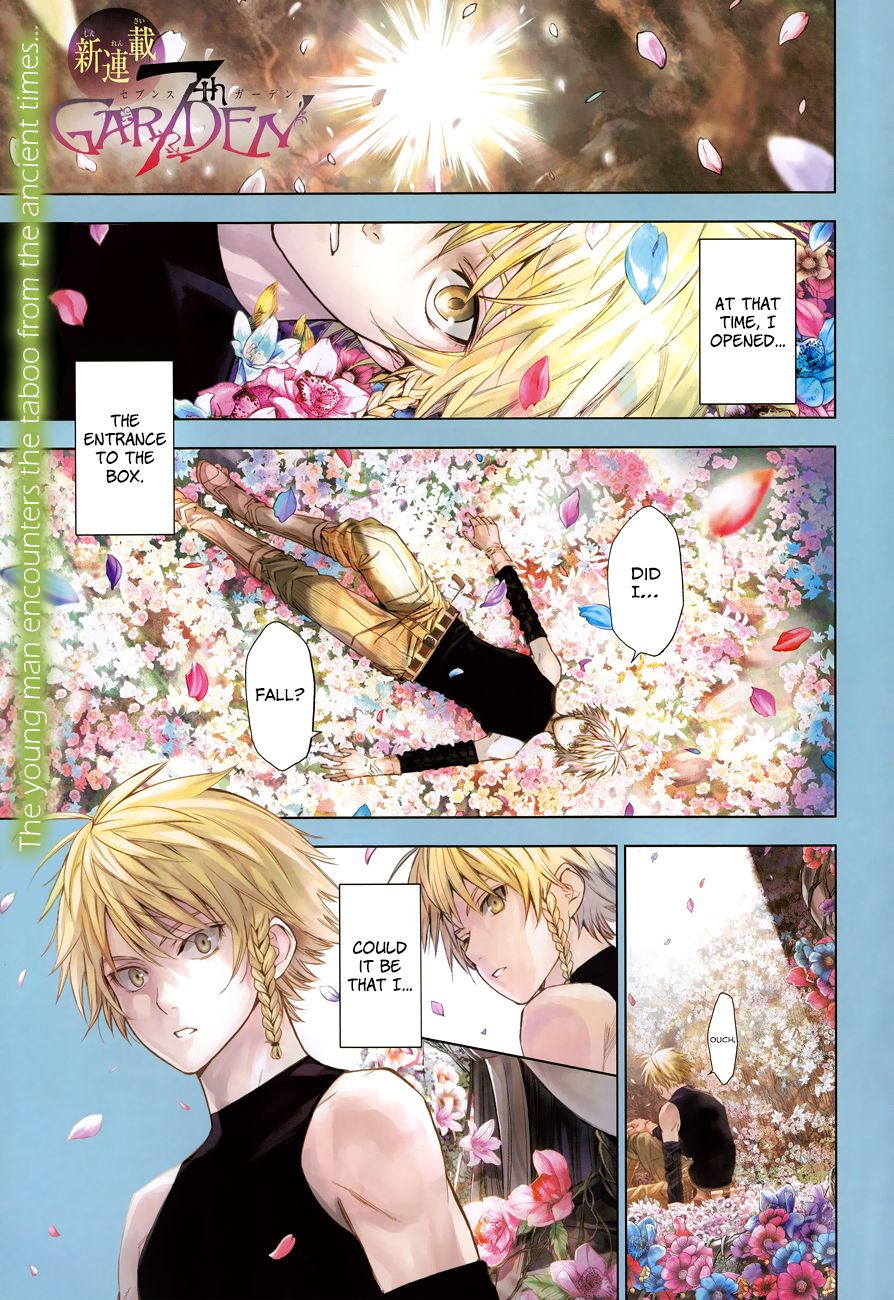 新連載
しん れん さい
7th
セブンス ガーデン
GARDEN
The young man encounters the taboo from the ancient times...
AT THAT
TIME, I
OPENED...
THE
ENTRANCE
TO THE
BOX.
DID
I...
FALL?
OUCH.
COULD
IT BE
THAT I...